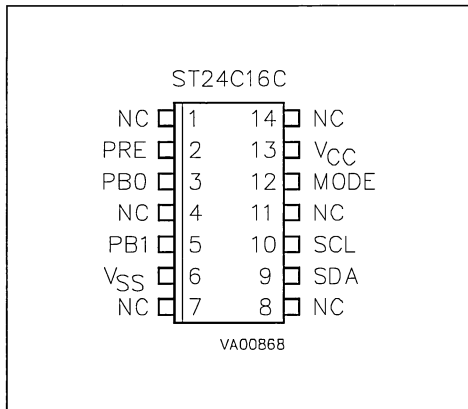 ST24C16C
NC 1 14 NC
PRE 2 13 VCC
PB0 3 12 MODE
NC 4 11 NC
PB1 5 10 SCL
VSS 6 9 SDA
NC 7 8 NC
VA00868